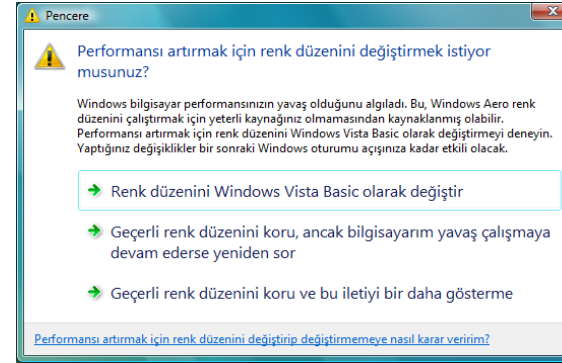 Pencere
Performansı artırmak için renk düzenini değiştirmek istiyor
musunuz?
Windows bilgisayar performansınızın yavaş olduğunu algıladı. Bu, Windows Aero renk
düzenini çalıştırmak için yeterli kaynağınız olmamasından kaynaklanmış olabilir.
Performansı artırmak için renk düzenini Windows Vista Basic olarak değiştirmeyi deneyin.
Yaptığınız değişiklikler bir sonraki Windows oturumu açışınıza kadar etkili olacak.
Renk düzenini Windows Vista Basic olarak değiştir
Geçerli renk düzenini koru, ancak bilgisayarım yavaş çalışmaya
devam ederse yeniden sor
Geçerli renk düzenini koru ve bu iletiyi bir daha gösterme
Performansı artırmak için renk düzenini değiştirip değiştirmemeye nasıl karar veririm?